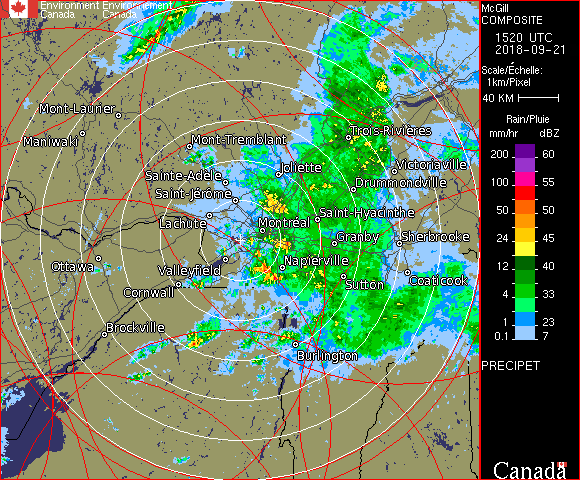 Environment Environnement
Canada Canada
McGill
COMPOSITE
1520 UTC
2018-09-21
Scale/Échelle:
1km/Pixel
40 KM
Rain/Pluie
mm/hr dBZ
200 60
100 55
50 50
24 45
12 40
4 33
1 23
0.1 7
PRECIPET
Canada
Mont-Laurier
Maniwaki
Mont-Tremblant
Trois-Rivières
Victoriaville
Joliette
Sainte-Adèle
Drummondville
Saint-Jérôme
Saint-Hyacinthe
Lachute
Montréal
Granby
Sherbrooke
Ottawa
Valleyfield
Napierville
Coaticook
Sutton
Cornwall
Brockville
Burlington